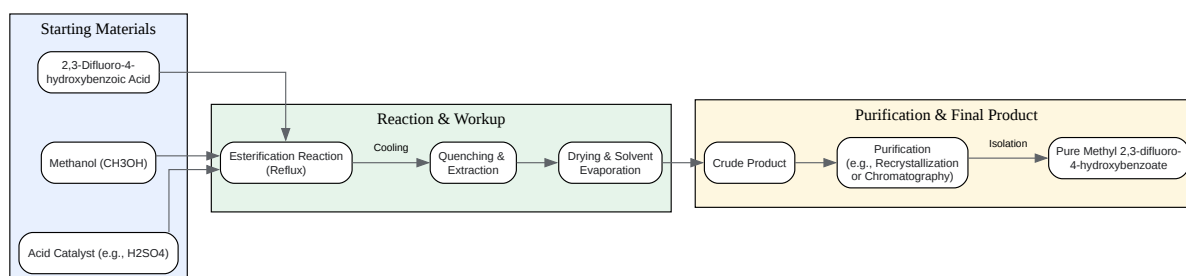 Starting Materials
2,3-Difluoro-4-
hydroxybenzoic Acid
Methanol (CH3OH)
Acid Catalyst (e.g., H2SO4)
Reaction & Workup
Esterification Reaction
(Reflux)
Cooling
Quenching &
Extraction
Drying & Solvent
Evaporation
Purification & Final Product
Crude Product
Purification
(e.g., Recrystallization
or Chromatography)
Isolation
Pure Methyl 2,3-difluoro-
4-hydroxybenzoate